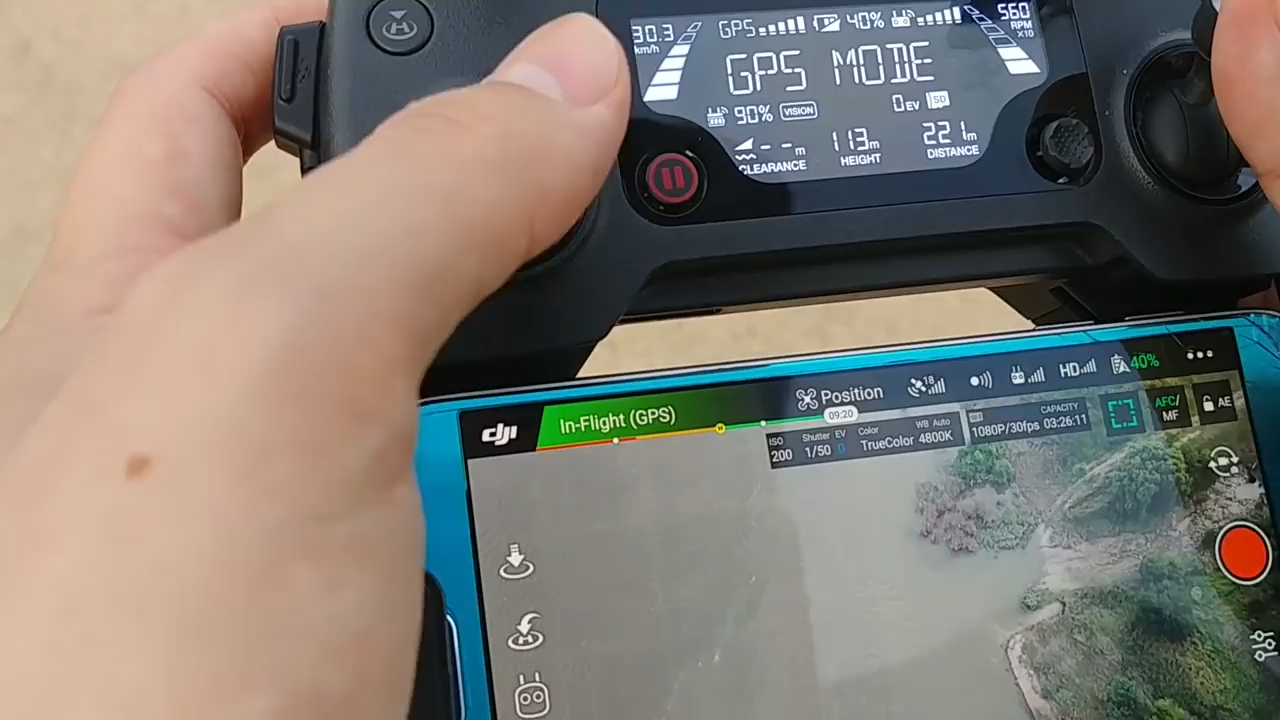 30.3 km/h GPS 40% 560 RPM X10
GPS MODE
90% VISION 0EV SD
--m 113m 221m
CLEARANCE HEIGHT DISTANCE
H
dji In-Flight (GPS) Position 18 HD A 40%
H 09:20
ISO Shutter EV Color WB Auto CAPACITY AFC/ AE
200 1/50 0 TrueColor 4800K 1080P/30fps 03:26:11 MF
H